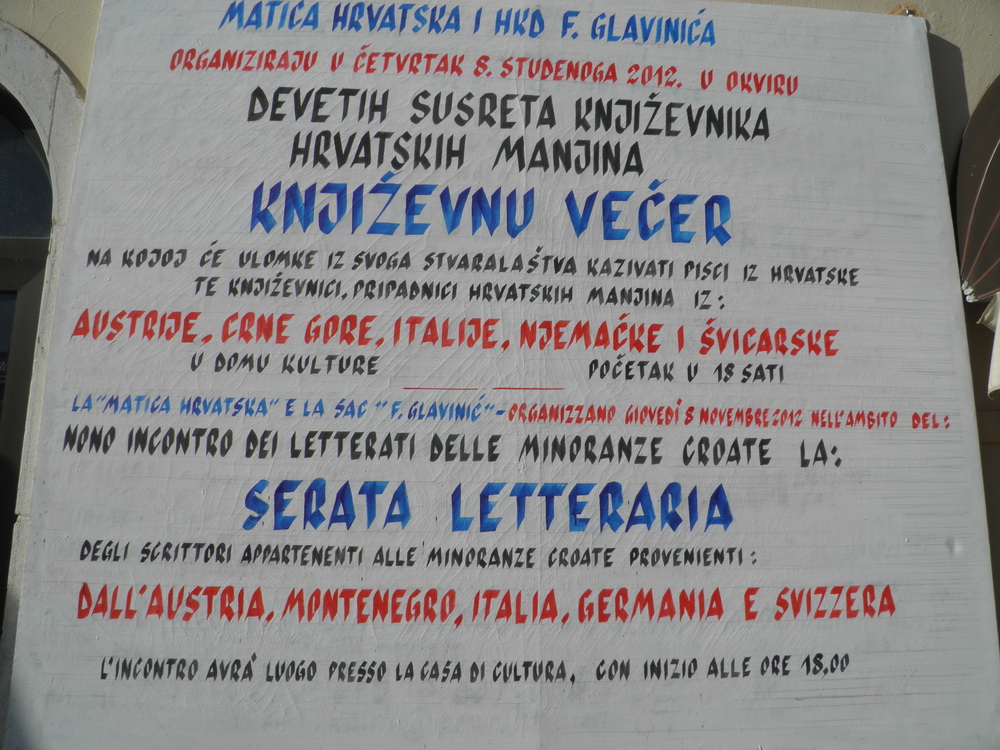 MATICA HRVATSKA I HKD F. GLAVINIĆA
ORGANIZIRAJU U ČETVRTAK 8. STUDENOGA 2012. U OKVIRU
DEVETIH SUSRETA KNJIŽEVNIKA
HRVATSKIH MANJINA
KNJIŽEVNU VEČER
NA KOJOJ ĆE ULOMKE IZ SVOGA STVARALAŠTVA KAZIVATI PISCI IZ HRVATSKE
TE KNJIŽEVNICI, PRIPADNICI HRVATSKIH MANJINA IZ:
AUSTRIJE, CRNE GORE, ITALIJE, NJEMAČKE I ŠVICARSKE
U DOMU KULTURE POČETAK U 18 SATI
LA "MATICA HRVATSKA" E LA SAC "F. GLAVINIĆ" - ORGANIZZANO GIOVEDÌ 8 NOVEMBRE 2012 NELL'AMBITO DEL:
NONO INCONTRO DEI LETTERATI DELLE MINORANZE CROATE LA:
SERATA LETTERARIA
DEGLI SCRITTORI APPARTENENTI ALLE MINORANZE CROATE PROVENIENTI:
DALL'AUSTRIA, MONTENEGRO, ITALIA, GERMANIA E SVIZZERA
L'INCONTRO AVRÀ LUOGO PRESSO LA CASA DI CULTURA, CON INIZIO ALLE ORE 18,00